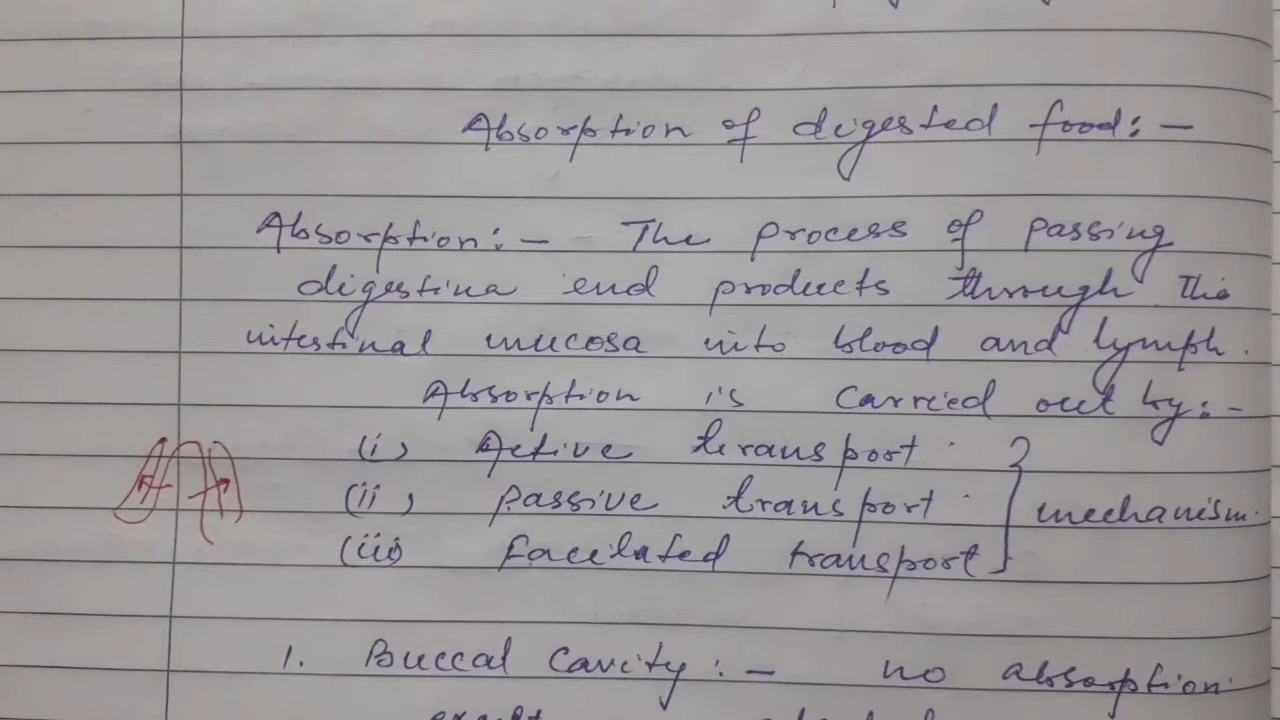 Absorption of digested food:-
Absorption:- The process of passing
digestina end products through the
intestinal mucosa into blood and lymph.
Absorption is carried out by:-
(i) Active transport
(ii) passive transport
(iii) Facilated transport
mechanism.
1. Buccal cavity:- no absorption